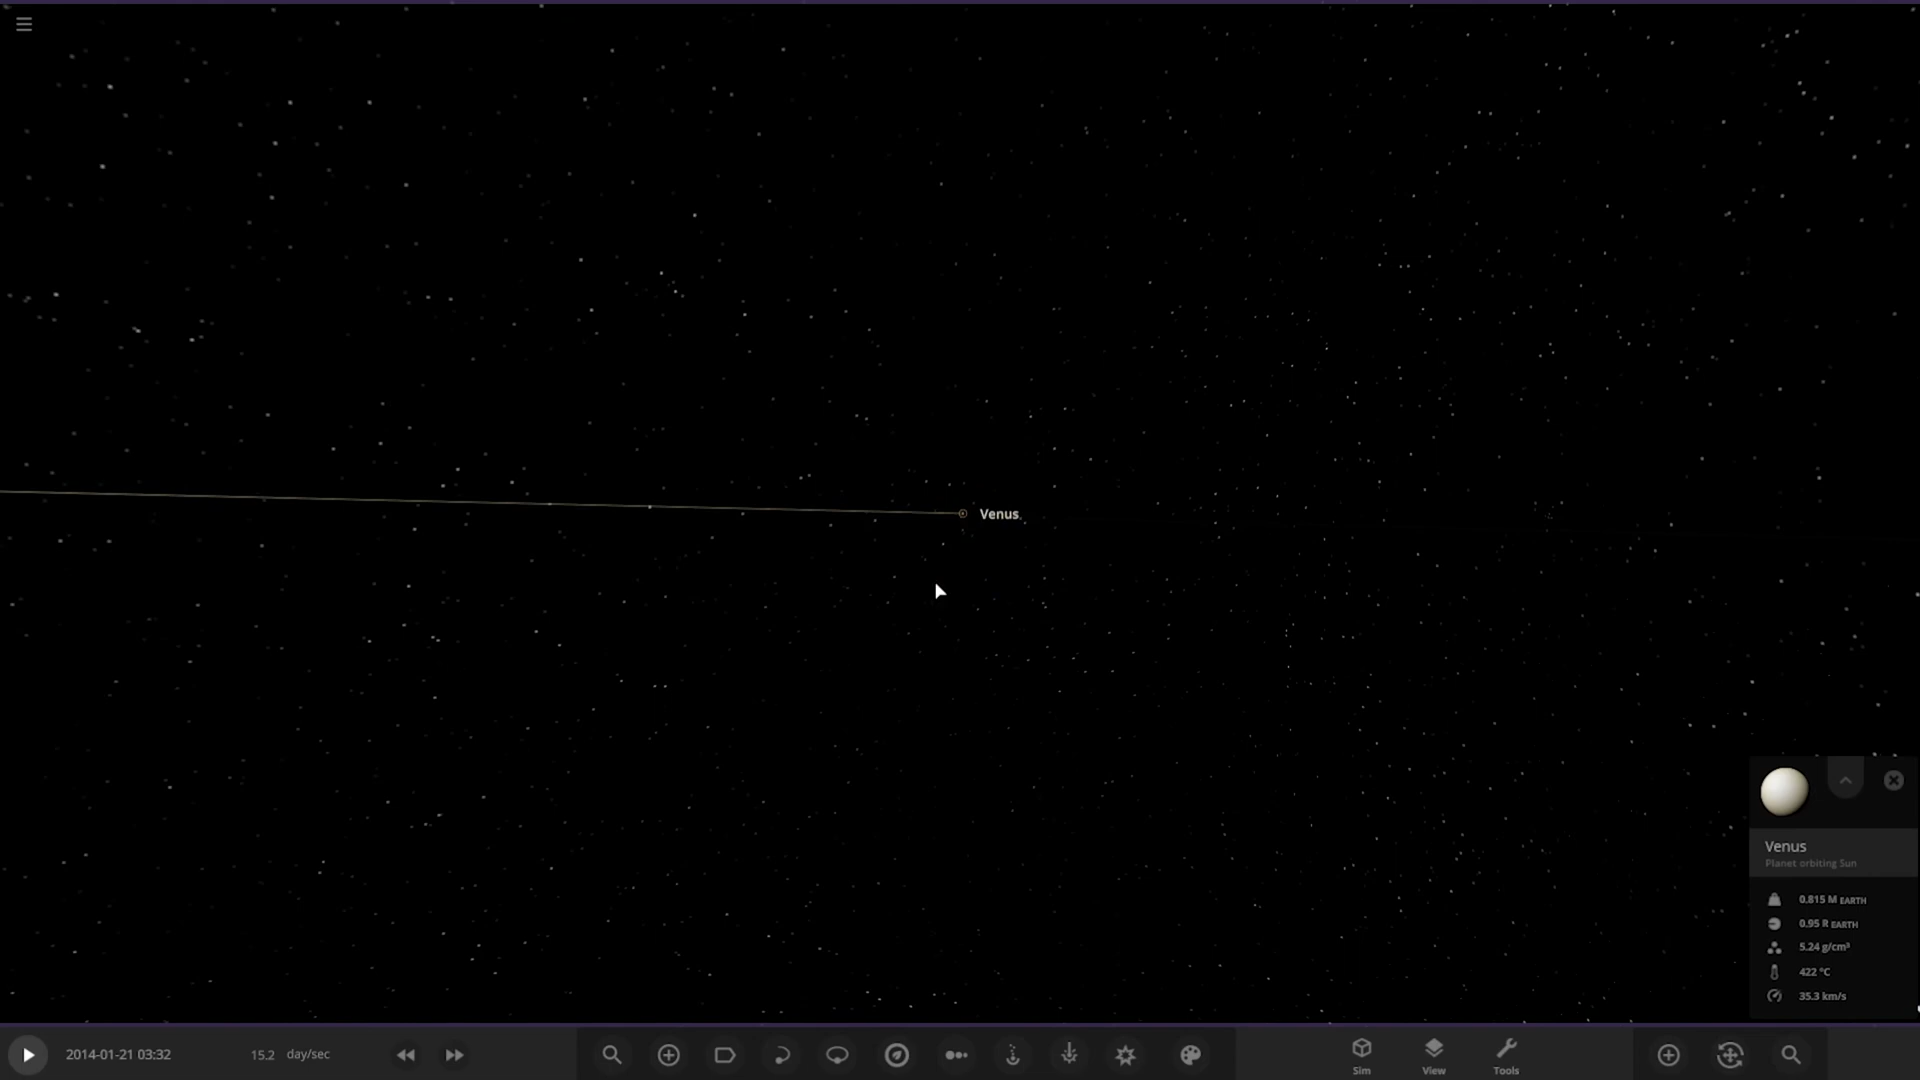 Venus
Venus
Planet orbiting Sun
0.815 M EARTH
0.95 R EARTH
5.24 g/cm³
422 °C
35.3 km/s
2014-01-21 03:32 15.2 day/sec
Sim View Tools